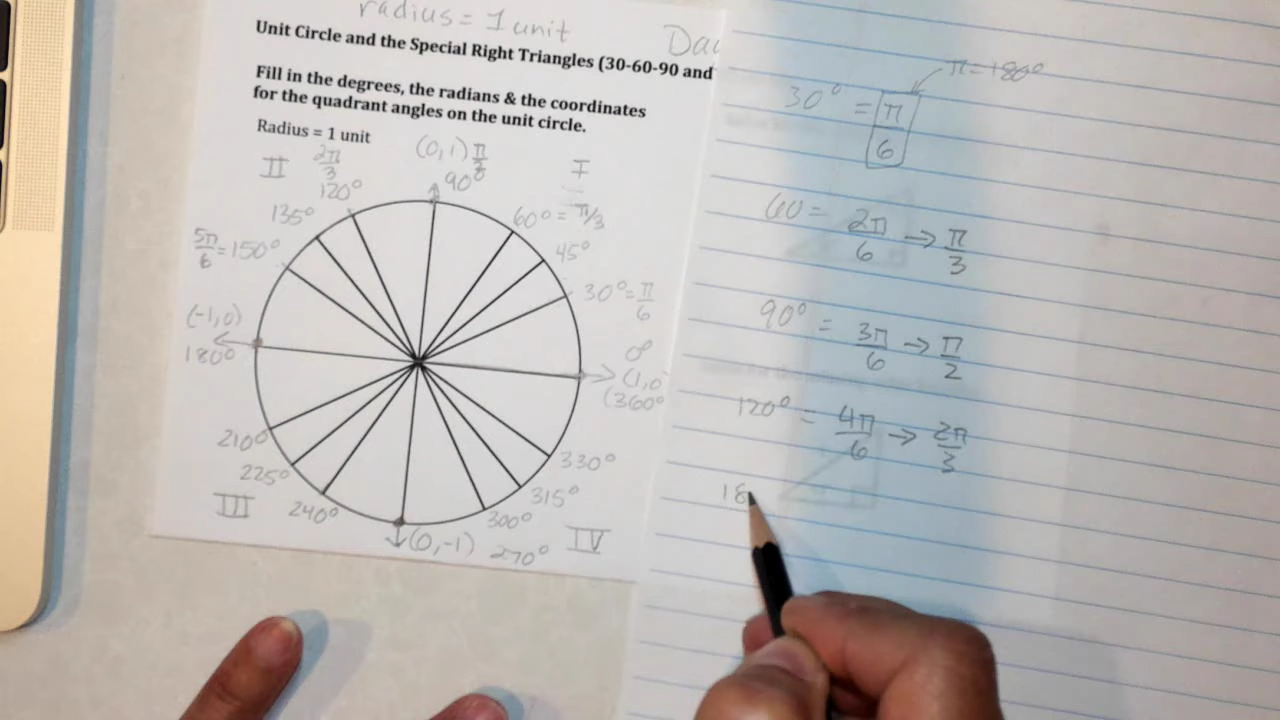 radius = 1 unit
Unit Circle and the Special Right Triangles (30-60-90 and
Fill in the degrees, the radians & the coordinates
for the quadrant angles on the unit circle.
Radius = 1 unit
(0,1) π/2
90°
II
I
2π/3
120°
135°
5π/6 = 150°
(-1,0)
180°
60° = π/3
45°
30° = π/6
0°
(1,0
(360°
210°
225°
III
240°
(0,-1) 270°
300°
IV
315°
330°
π = 180°
30° = π/6
60 = 2π/6 → π/3
90° = 3π/6 → π/2
120° = 4π/6 → 2π/3
18